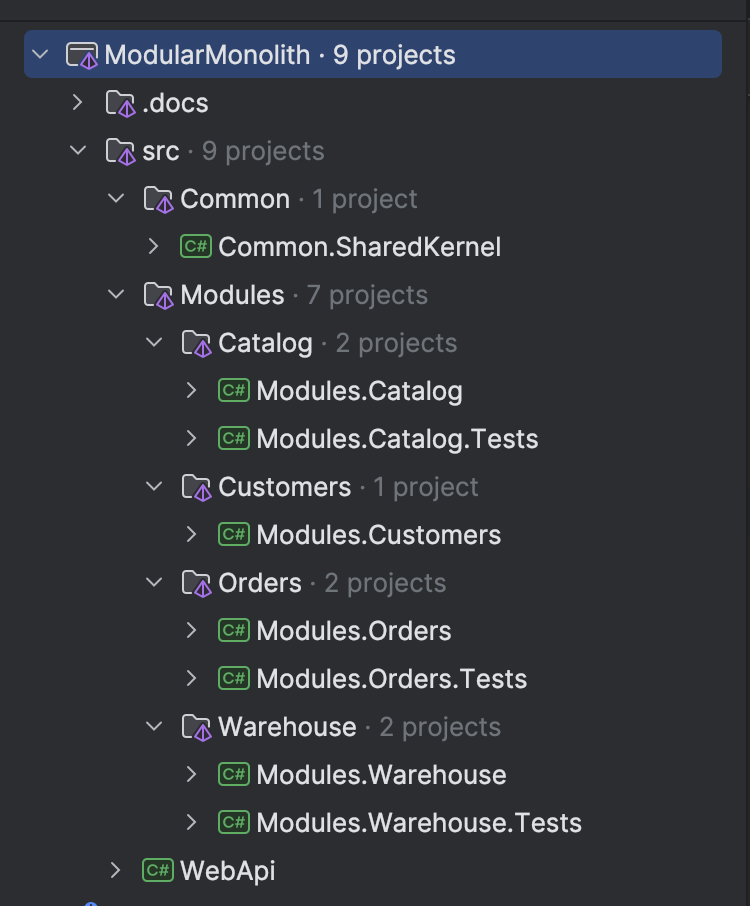 ModularMonolith · 9 projects
.docs
src · 9 projects
Common · 1 project
C# Common.SharedKernel
Modules · 7 projects
Catalog · 2 projects
C# Modules.Catalog
C# Modules.Catalog.Tests
Customers · 1 project
C# Modules.Customers
Orders · 2 projects
C# Modules.Orders
C# Modules.Orders.Tests
Warehouse · 2 projects
C# Modules.Warehouse
C# Modules.Warehouse.Tests
C# WebApi